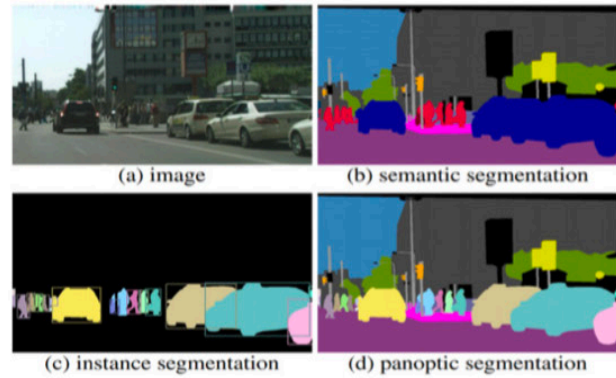 (a) image
(b) semantic segmentation
(c) instance segmentation
(d) panoptic segmentation